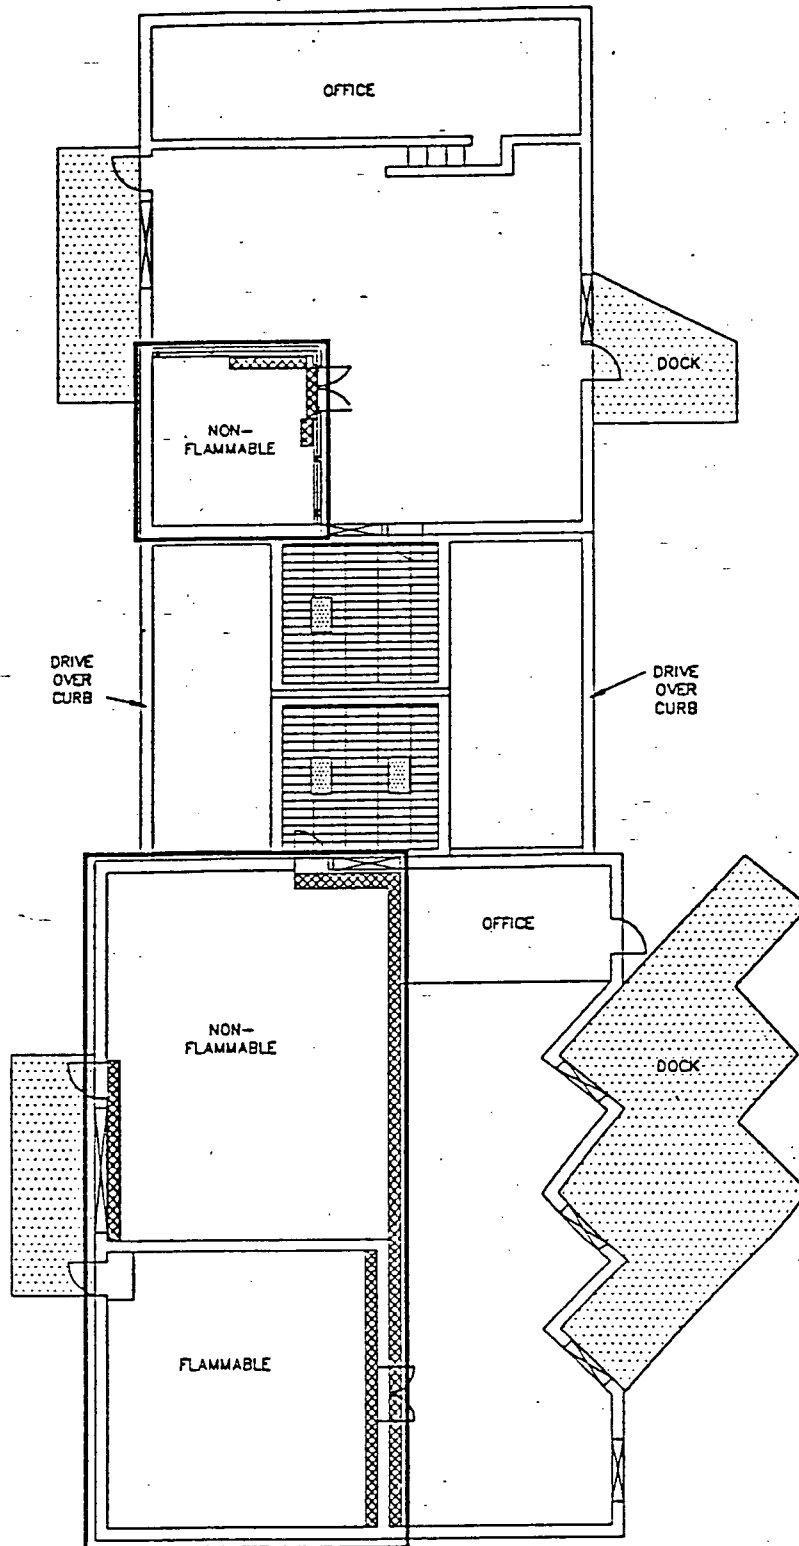 OFFICE
DOCK
NON-
FLAMMABLE
DRIVE
OVER
CURB
DRIVE
OVER
CURB
OFFICE
NON-
FLAMMABLE
DOCK
FLAMMABLE